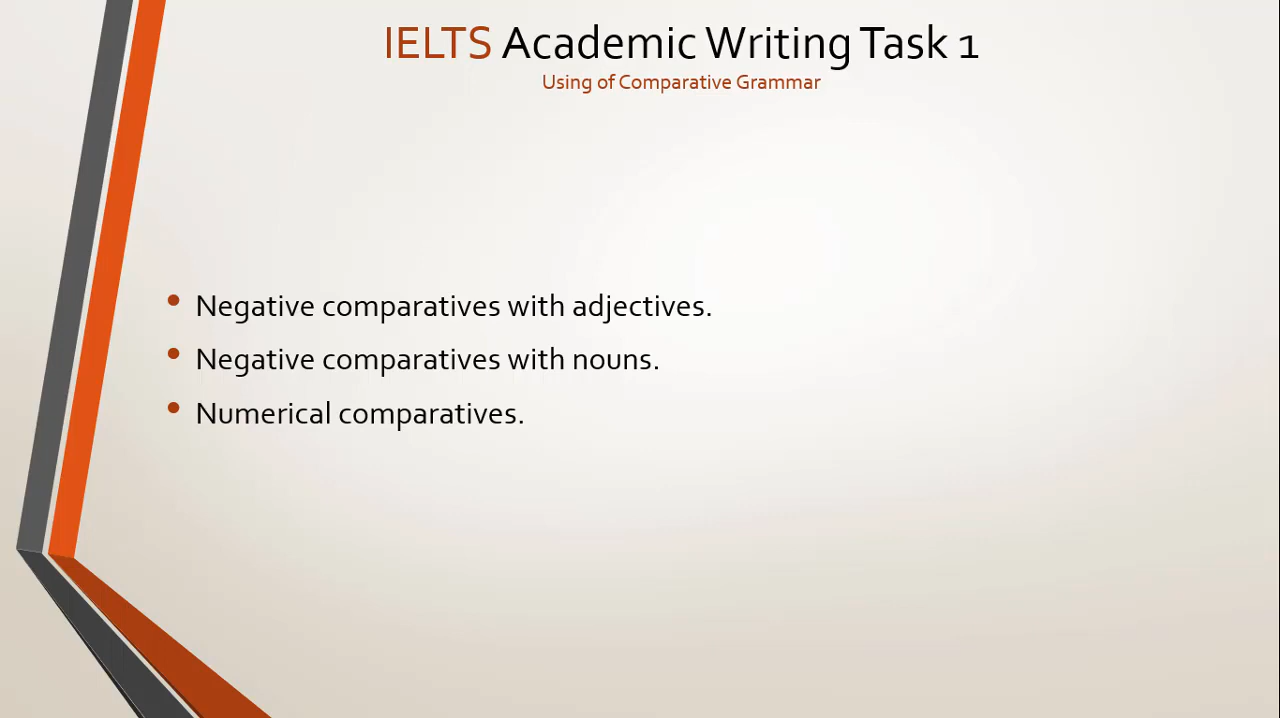 IELTS Academic Writing Task 1
Using of Comparative Grammar
• Negative comparatives with adjectives.
• Negative comparatives with nouns.
• Numerical comparatives.